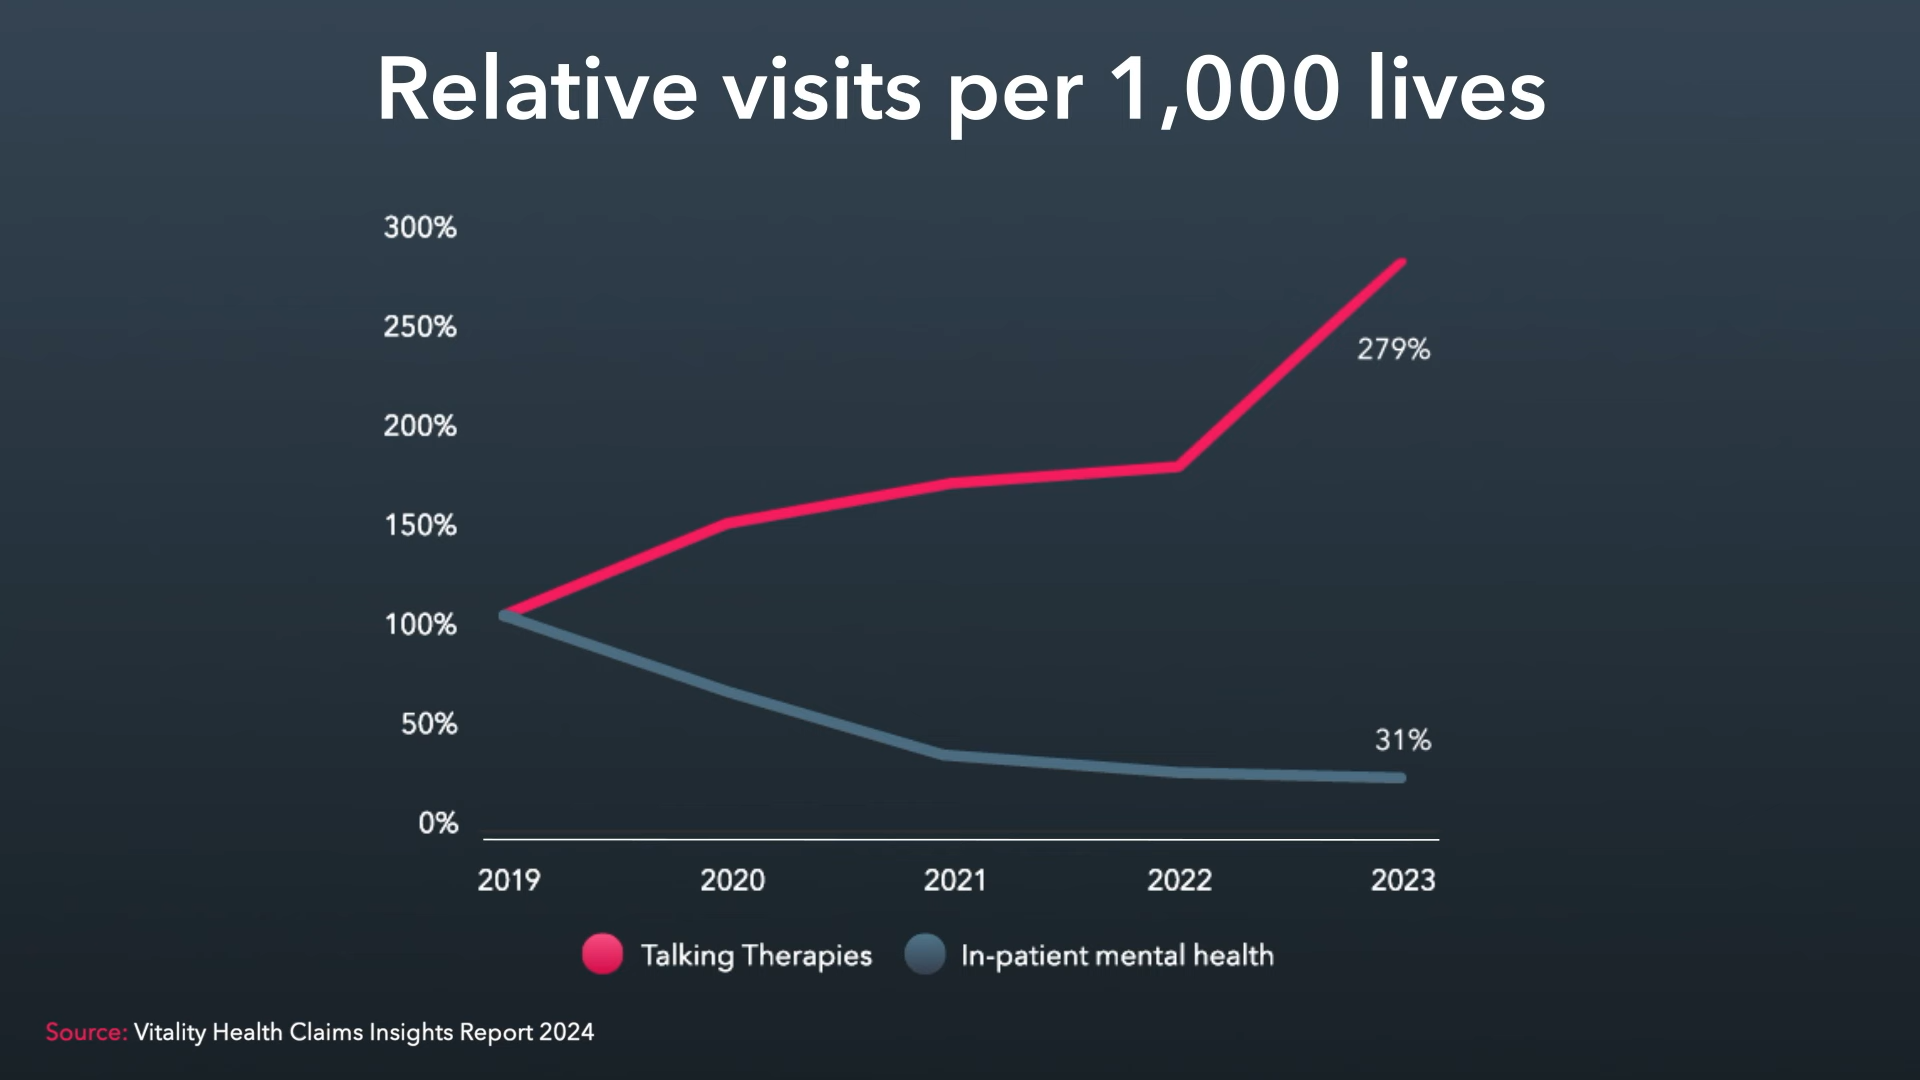 Relative visits per 1,000 lives
300%
250%
200%
150%
100%
50%
0%
279%
31%
2019 2020 2021 2022 2023
Talking Therapies In-patient mental health
Source: Vitality Health Claims Insights Report 2024